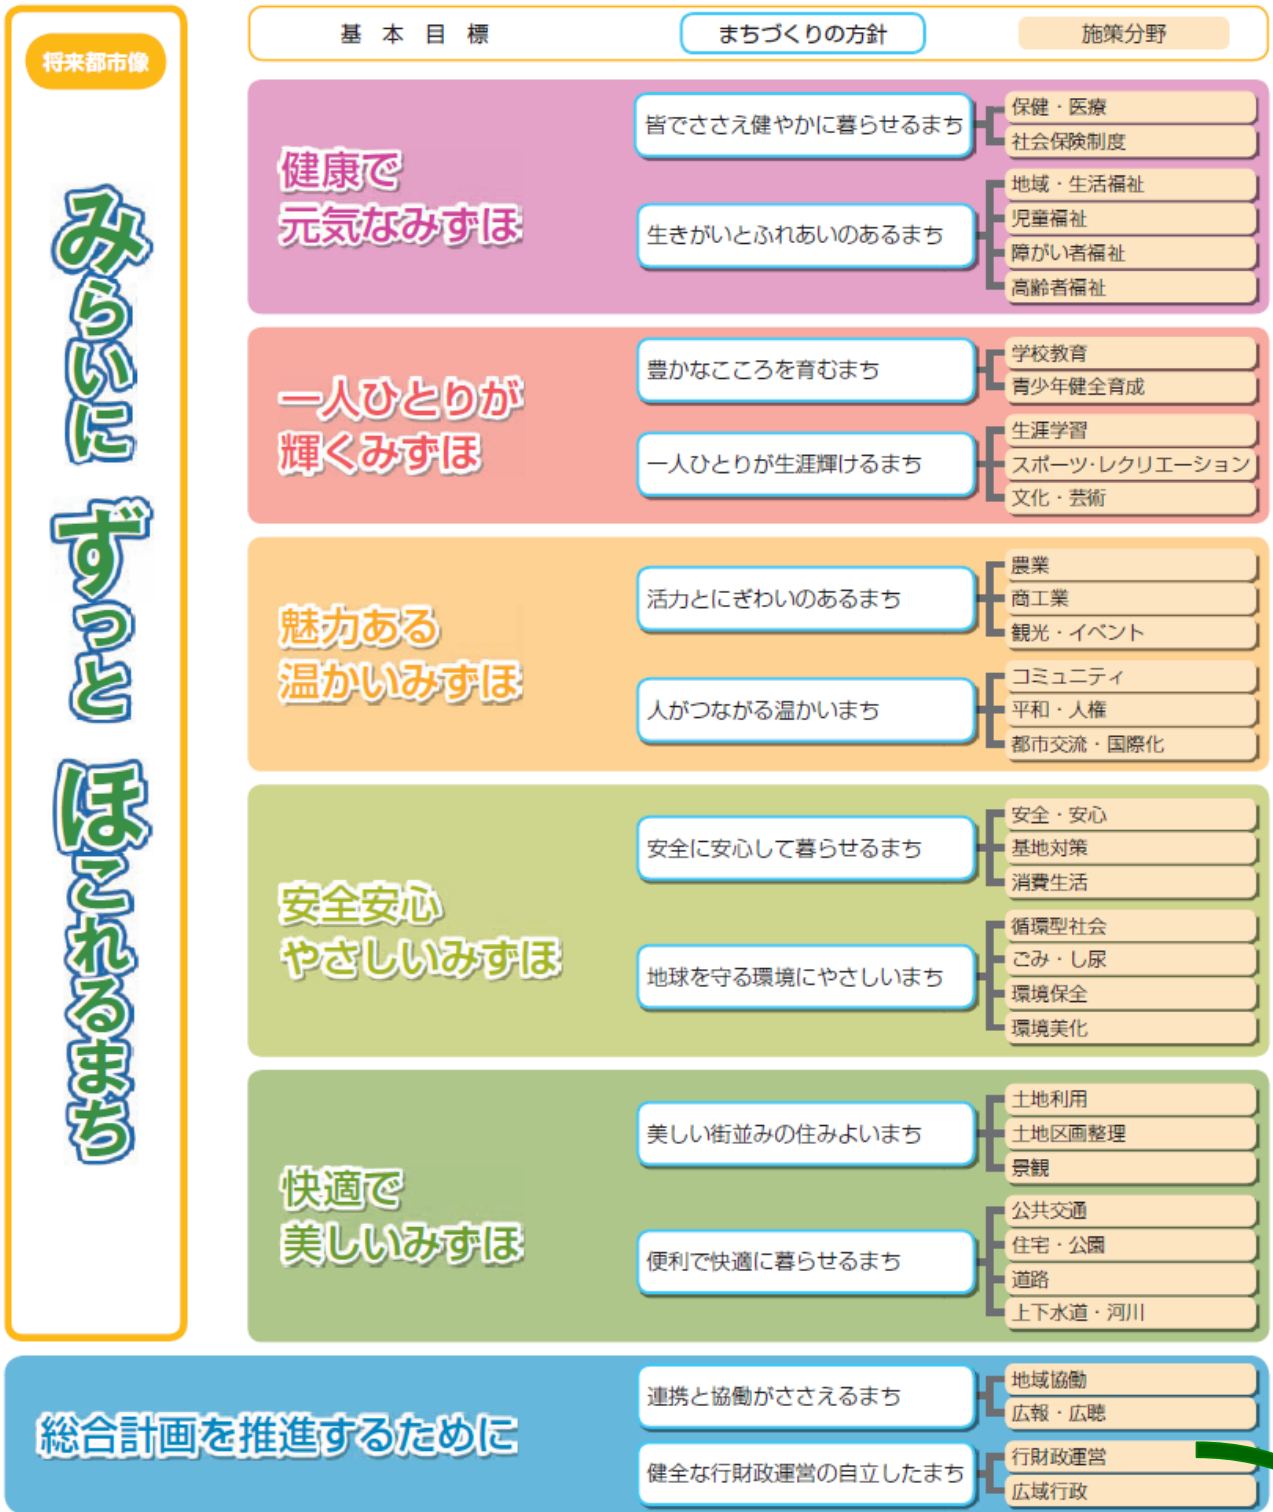 将来都市像
みらいに ずっと ほこれるまち
基本目標
まちづくりの方針
施策分野
健康で
元気なみずほ
皆でささえ健やかに暮らせるまち
保健・医療
社会保険制度
生きがいとふれあいのあるまち
地域・生活福祉
児童福祉
障がい者福祉
高齢者福祉
一人ひとりが
輝くみずほ
豊かなこころを育むまち
学校教育
青少年健全育成
一人ひとりが生涯輝けるまち
生涯学習
スポーツ・レクリエーション
文化・芸術
魅力ある
温かいみずほ
活力とにぎわいのあるまち
農業
商工業
観光・イベント
人がつながる温かいまち
コミュニティ
平和・人権
都市交流・国際化
安全安心
やさしいみずほ
安全に安心して暮らせるまち
安全・安心
基地対策
消費生活
地球を守る環境にやさしいまち
循環型社会
ごみ・し尿
環境保全
環境美化
快適で
美しいみずほ
美しい街並みの住みよいまち
土地利用
土地区画整理
景観
便利で快適に暮らせるまち
公共交通
住宅・公園
道路
上下水道・河川
総合計画を推進するために
連携と協働がささえるまち
地域協働
広報・広聴
健全な行財政運営の自立したまち
行財政運営
広域行政